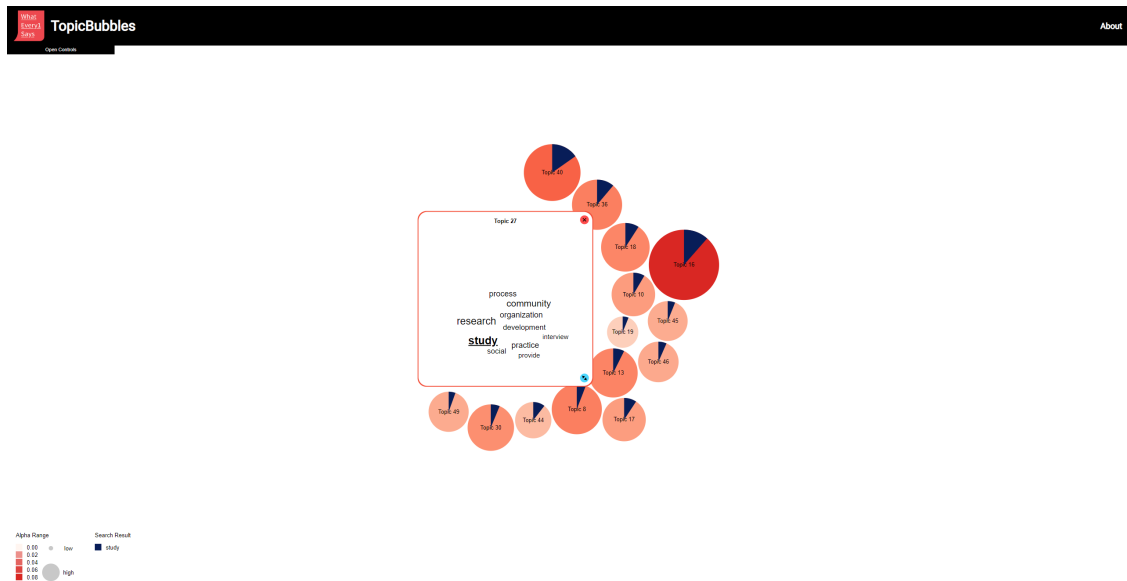 What
Every1
Says
TopicBubbles
About
Open Controls
Topic 40
Topic 36
Topic 27
Topic 18
Topic 16
process
community
organization
research
development
interview
study
practice
social
provide
Topic 10
Topic 45
Topic 19
Topic 46
Topic 13
Topic 49
Topic 38
Topic 44
Topic 8
Topic 17
Alpha Range
Search Result
0.00
low
study
0.02
0.04
0.06
high
0.08